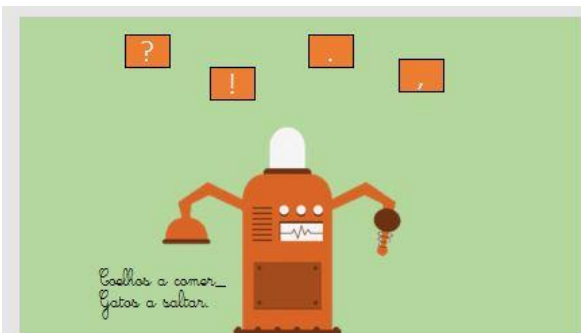 ?
!
.
,
Coelhos a comer_
Gatos a saltar.